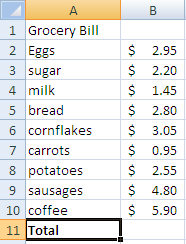 A B
1 Grocery Bill
2 Eggs $ 2.95
3 sugar $ 2.20
4 milk $ 1.45
5 bread $ 2.80
6 cornflakes $ 3.05
7 carrots $ 0.95
8 potatoes $ 2.55
9 sausages $ 4.80
10 coffee $ 5.90
11 Total